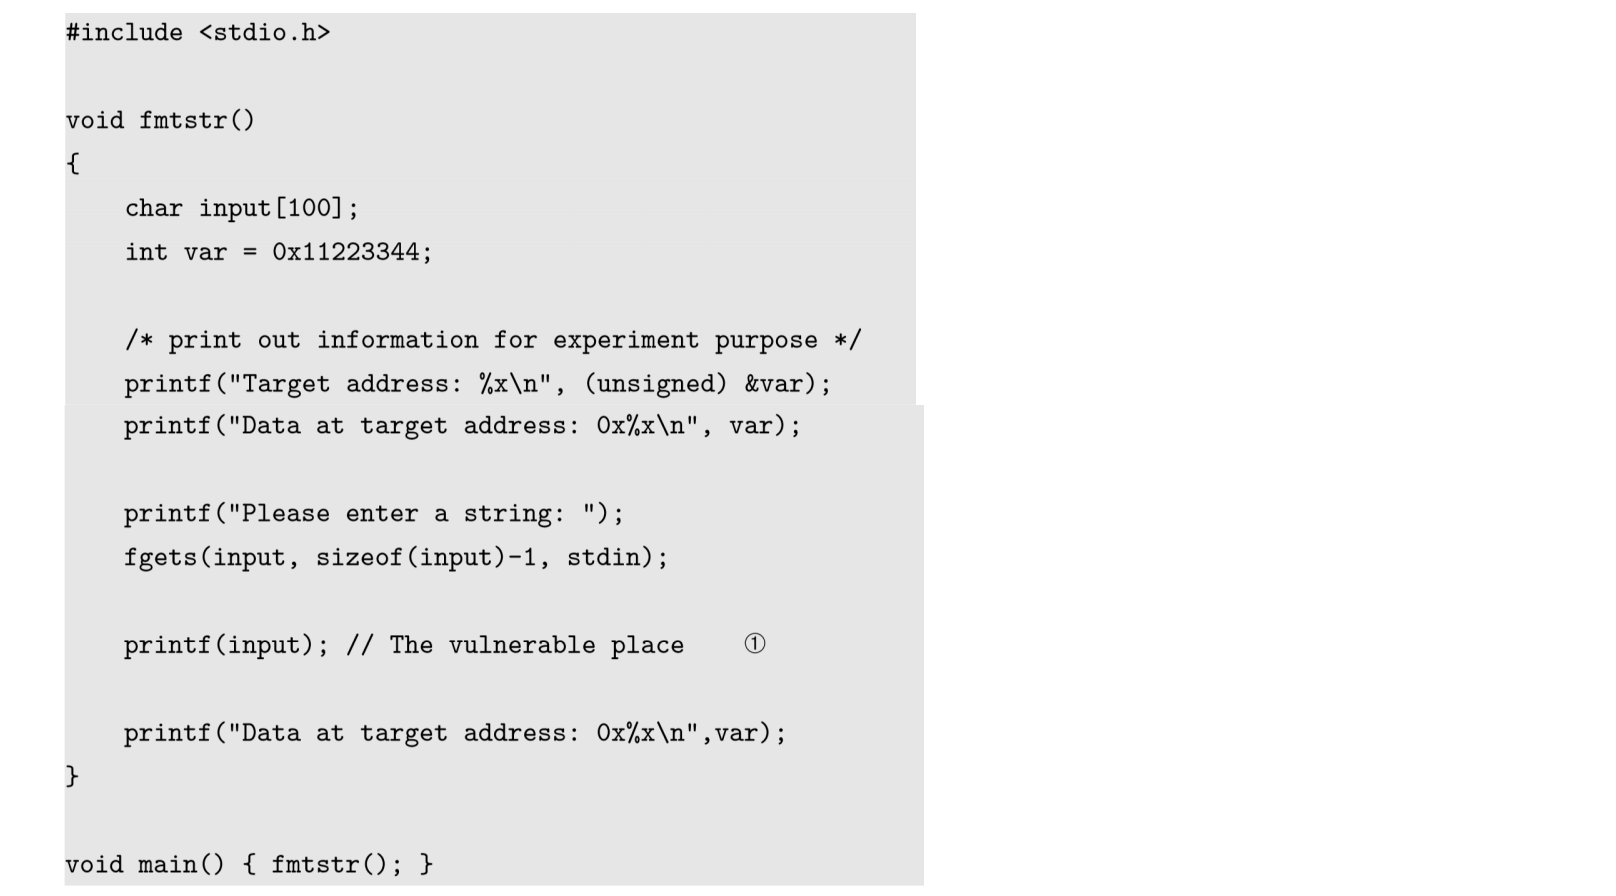 #include <stdio.h>
void fmtstr()
{
    char input[100];
    int var = 0x11223344;
    /* print out information for experiment purpose */
    printf("Target address: %x\n", (unsigned) &var);
    printf("Data at target address: 0x%x\n", var);
    printf("Please enter a string: ");
    fgets(input, sizeof(input)-1, stdin);
    printf(input); // The vulnerable place    ①
    printf("Data at target address: 0x%x\n",var);
}
void main() { fmtstr(); }